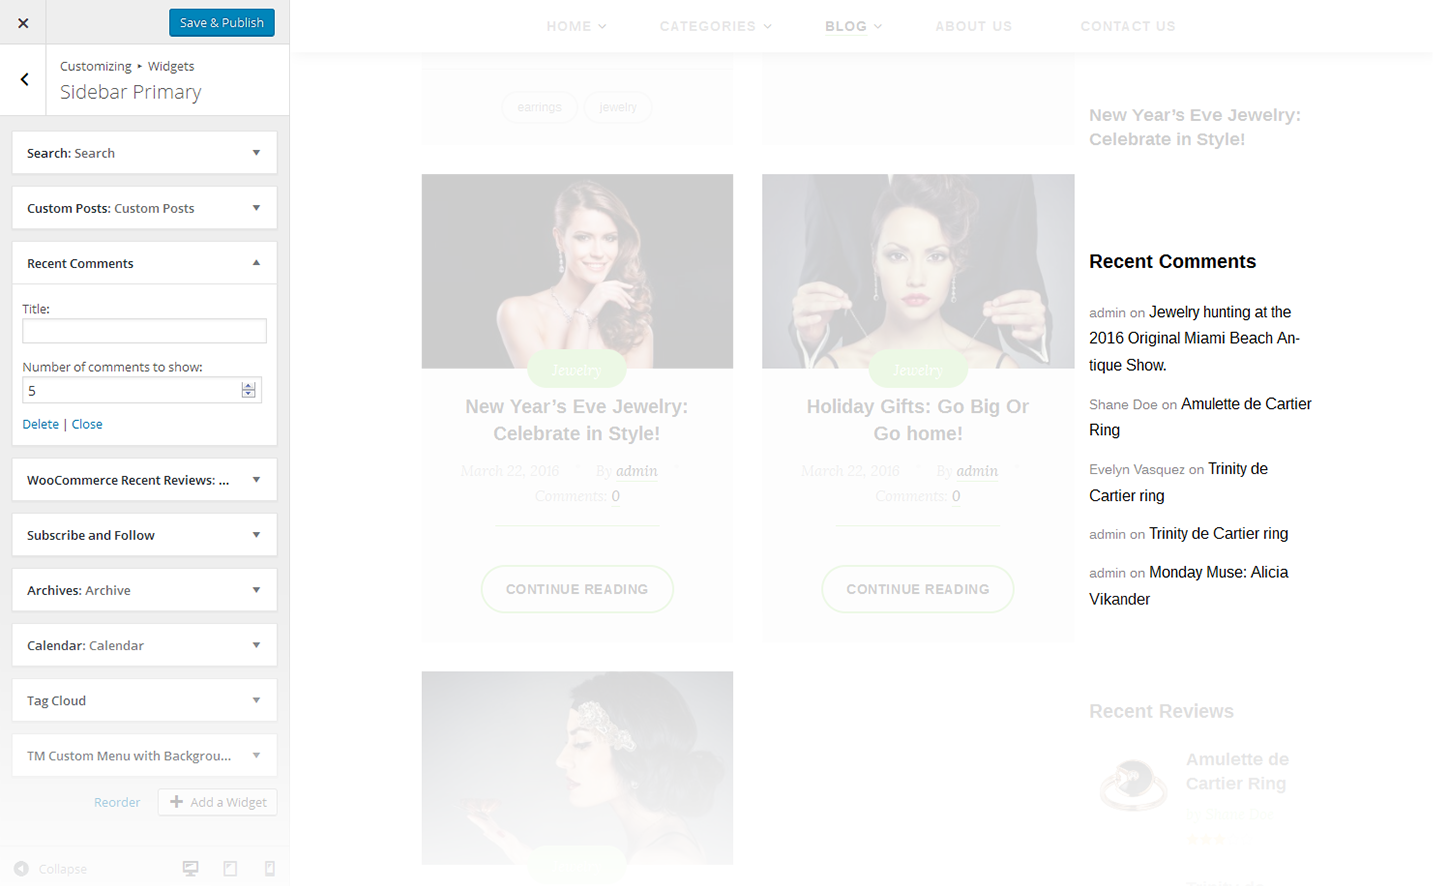 Save & Publish
Customizing ▸ Widgets
Sidebar Primary
Search: Search
Custom Posts: Custom Posts
Recent Comments
Title:
Number of comments to show:
5
Delete | Close
WooCommerce Recent Reviews: ...
Subscribe and Follow
Archives: Archive
Calendar: Calendar
Tag Cloud
TM Custom Menu with Backgrou...
Reorder
Add a Widget
Collapse
HOME CATEGORIES BLOG ABOUT US CONTACT US
earrings jewelry
Jewelry
New Year’s Eve Jewelry:
Celebrate in Style!
March 22, 2016 By admin
Comments: 0
CONTINUE READING
Jewelry
Holiday Gifts: Go Big Or
Go home!
March 22, 2016 By admin
Comments: 0
CONTINUE READING
New Year’s Eve Jewelry:
Celebrate in Style!
Recent Comments
admin on Jewelry hunting at the
2016 Original Miami Beach An-
tique Show.
Shane Doe on Amulette de Cartier
Ring
Evelyn Vasquez on Trinity de
Cartier ring
admin on Trinity de Cartier ring
admin on Monday Muse: Alicia
Vikander
Recent Reviews
Amulette de
Cartier Ring